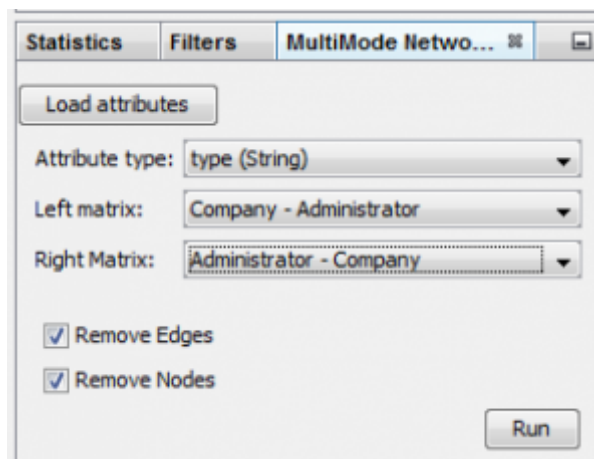 Statistics Filters MultiMode Netwo...
Load attributes
Attribute type: type (String)
Left matrix: Company - Administrator
Right Matrix: Administrator - Company
Remove Edges
Remove Nodes
Run